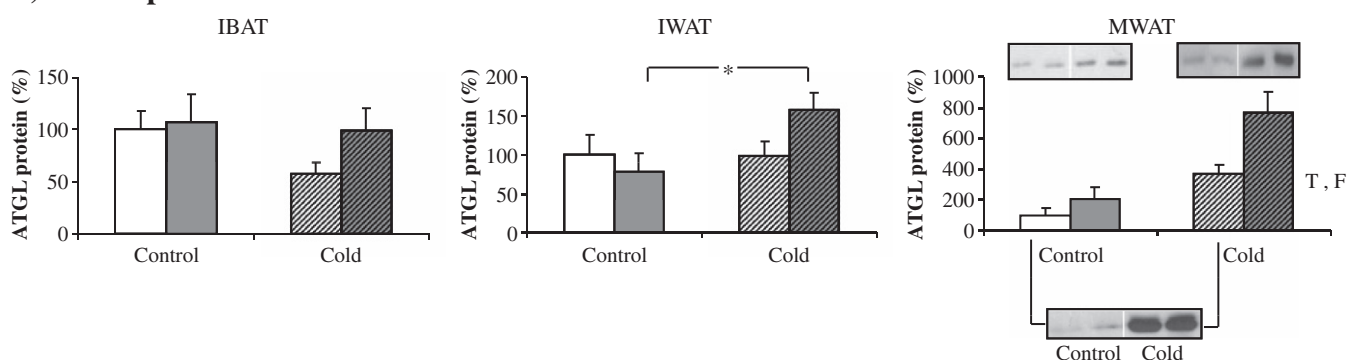 IBAT
ATGL protein (%)
150
100
50
0
Control Cold
IWAT
ATGL protein (%)
200
150
100
50
0
*
Control Cold
MWAT
ATGL protein (%)
1000
800
600
400
200
0
T , F
Control Cold
Control Cold